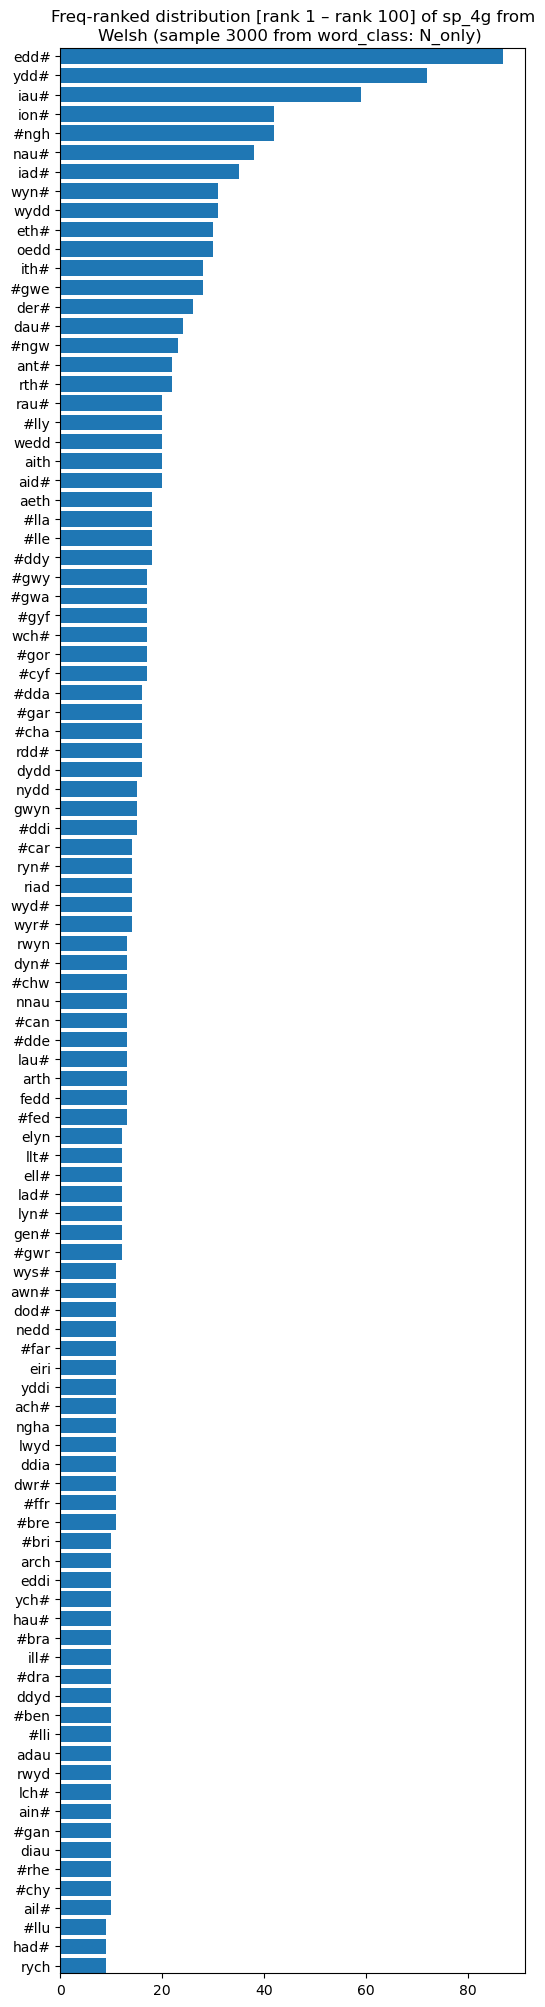 Freq-ranked distribution [rank 1 – rank 100] of sp_4g from
Welsh (sample 3000 from word_class: N_only)
edd#
ydd#
iau#
ion#
#ngh
nau#
iad#
wyn#
wydd
eth#
oedd
ith#
#gwe
der#
dau#
#ngw
ant#
rth#
rau#
#lly
wedd
aith
aid#
aeth
#lla
#lle
#ddy
#gwy
#gwa
#gyf
wch#
#gor
#cyf
#dda
#gar
#cha
rdd#
dydd
nydd
gwyn
#ddi
#car
ryn#
riad
wyd#
wyr#
rwyn
dyn#
#chw
nnau
#can
#dde
lau#
arth
fedd
#fed
elyn
llt#
ell#
lad#
lyn#
gen#
#gwr
wys#
awn#
dod#
nedd
#far
eiri
yddi
ach#
ngha
lwyd
ddia
dwr#
#ffr
#bre
#bri
arch
eddi
ych#
hau#
#bra
ill#
#dra
ddyd
#ben
#lli
adau
rwyd
lch#
ain#
#gan
diau
#rhe
#chy
ail#
#llu
had#
rych
0 20 40 60 80